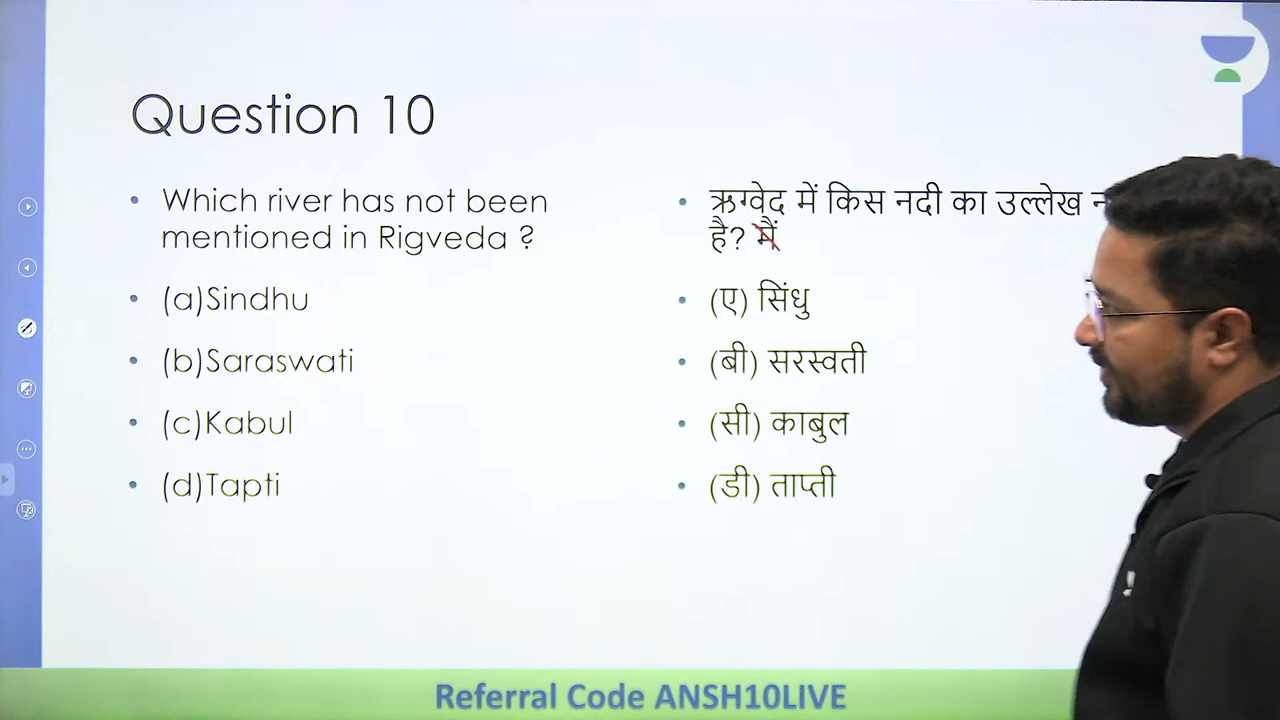 Question 10
• Which river has not been
mentioned in Rigveda ?
• (a)Sindhu
• (b)Saraswati
• (c)Kabul
• (d)Tapti
• ऋग्वेद में किस नदी का उल्लेख
है? मैं
• (ए) सिंधु
• (बी) सरस्वती
• (सी) काबुल
• (डी) ताप्ती
Referral Code ANSH10LIVE